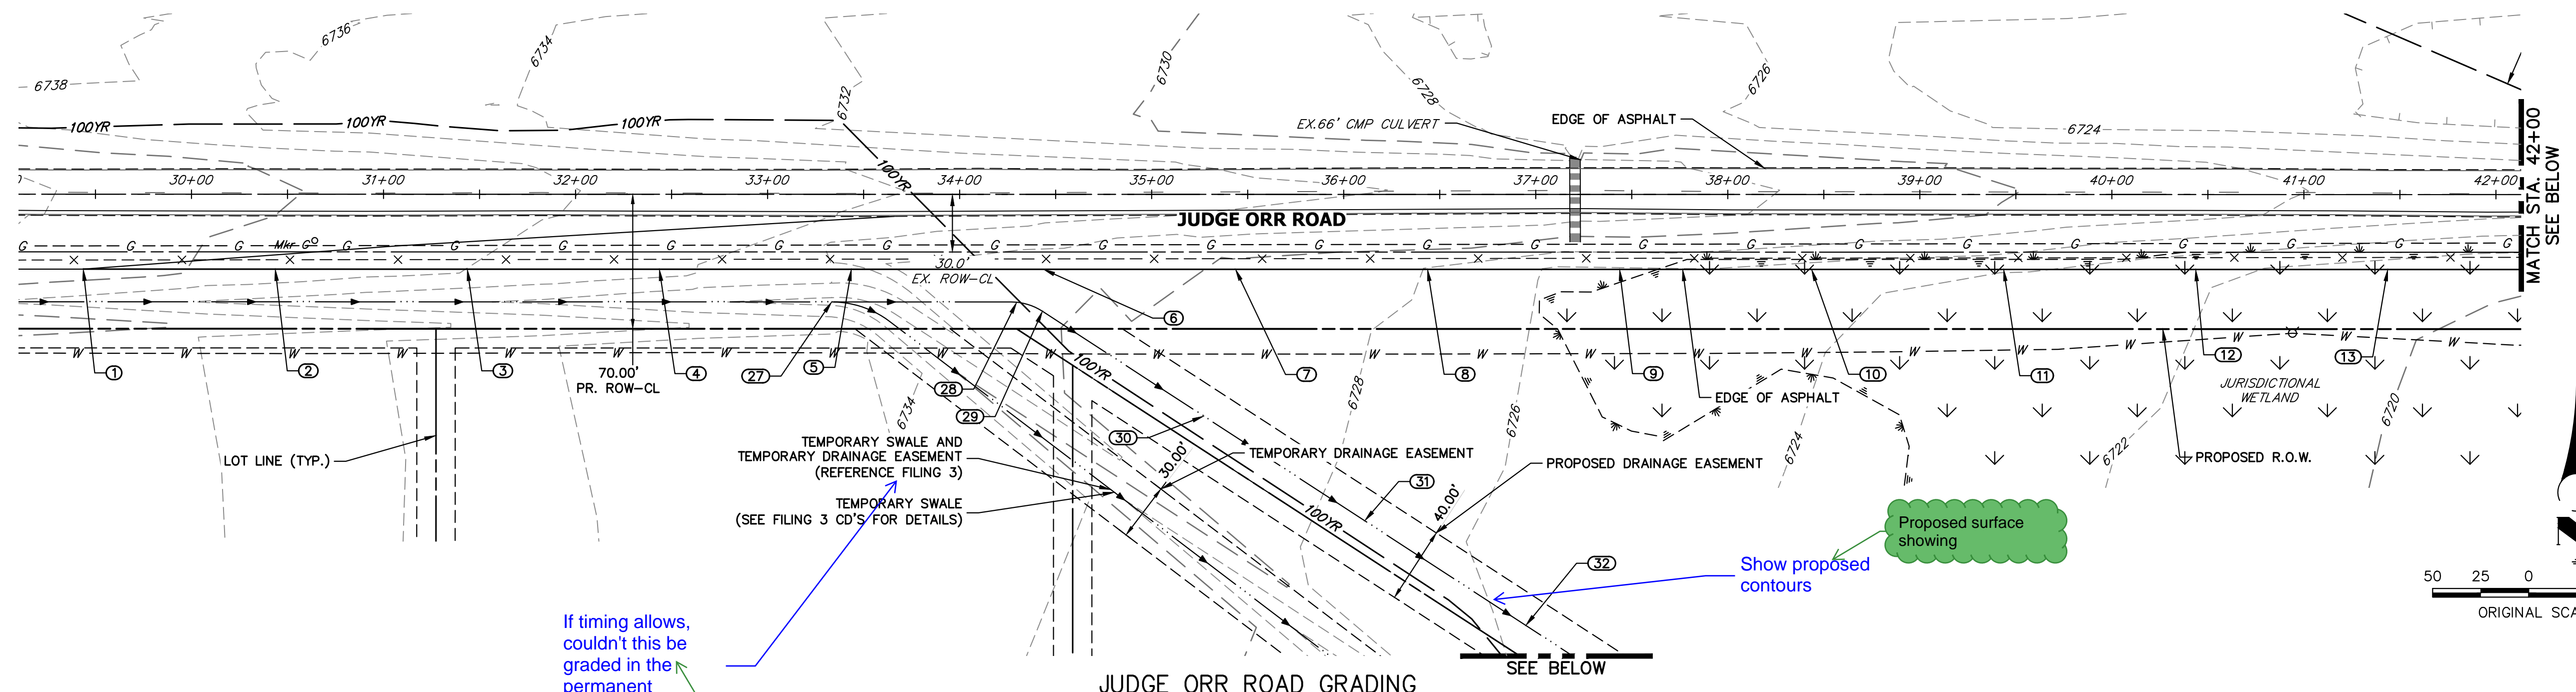 6738
6736
6734
6732
6730
6728
6726
6724
100YR
100YR
100YR
100YR
EX.66' CMP CULVERT
EDGE OF ASPHALT
30+00
31+00
32+00
33+00
34+00
35+00
36+00
37+00
38+00
39+00
40+00
41+00
42+00
MATCH STA. 42+00
SEE BELOW
JUDGE ORR ROAD
G G G Mkr G G G G G G G G G G G G G G G G G G G G G G
30.0'
EX. ROW-CL
70.00'
PR. ROW-CL
W W W W W W W W W W W W W W W W W W W W W W W
1
2
3
4
27
5
28
29
6
7
8
9
10
11
12
13
100YR
EDGE OF ASPHALT
JURISDICTIONAL
WETLAND
6734
6728
6726
6724
6722
6720
LOT LINE (TYP.)
TEMPORARY SWALE AND
TEMPORARY DRAINAGE EASEMENT
(REFERENCE FILING 3)
TEMPORARY SWALE
(SEE FILING 3 CD'S FOR DETAILS)
30
30.00'
TEMPORARY DRAINAGE EASEMENT
PROPOSED DRAINAGE EASEMENT
31
40.00'
100YR
32
PROPOSED R.O.W.
Proposed surface
showing
Show proposed
contours
If timing allows,
couldn't this be
graded in the
permanent
SEE BELOW
JUDGE ORR ROAD GRADING
50 25 0
ORIGINAL